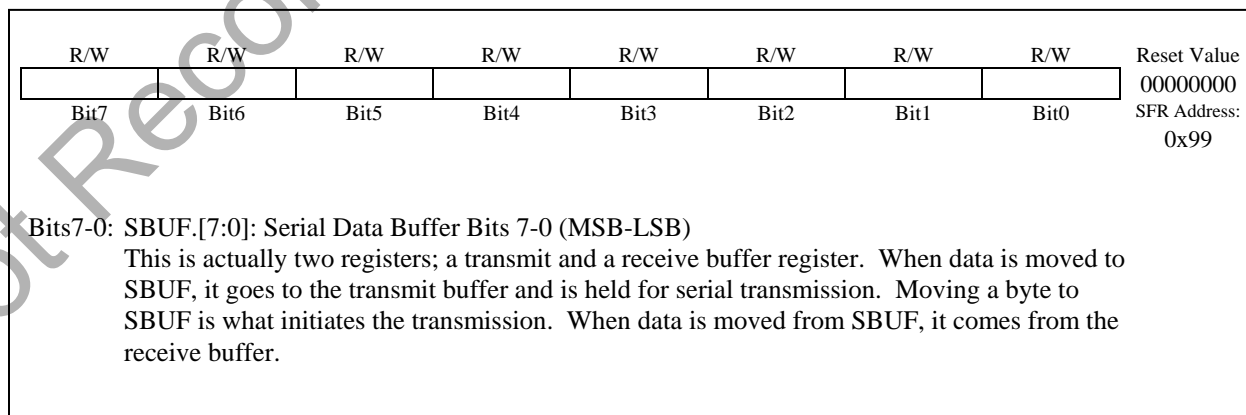 R/W R/W R/W R/W R/W R/W R/W R/W Reset Value
00000000
Bit7 Bit6 Bit5 Bit4 Bit3 Bit2 Bit1 Bit0 SFR Address:
0x99
Bits7-0: SBUF.[7:0]: Serial Data Buffer Bits 7-0 (MSB-LSB)
This is actually two registers; a transmit and a receive buffer register. When data is moved to
SBUF, it goes to the transmit buffer and is held for serial transmission. Moving a byte to
SBUF is what initiates the transmission. When data is moved from SBUF, it comes from the
receive buffer.